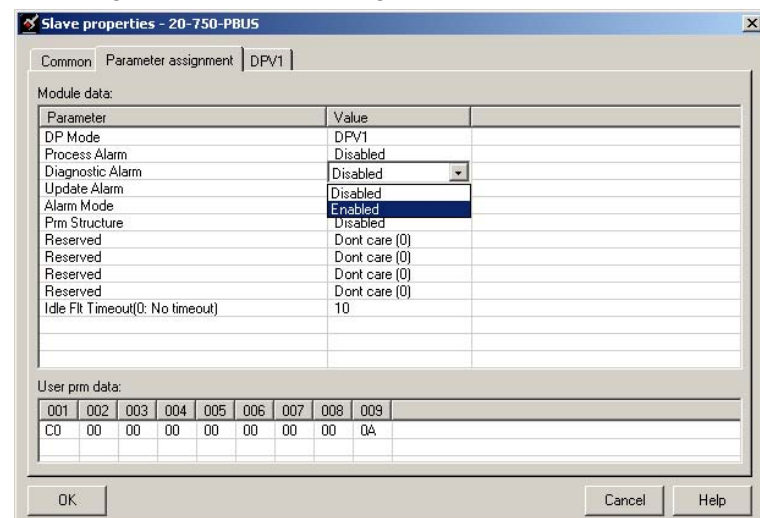 Slave properties - 20-750-PBUS
Common Parameter assignment DPV1
Module data:
Parameter Value
DP Mode DPV1
Process Alarm Disabled
Diagnostic Alarm Disabled
Update Alarm Disabled
Alarm Mode Enabled
Prm Structure Disabled
Reserved Dont care (0)
Reserved Dont care (0)
Reserved Dont care (0)
Reserved Dont care (0)
Idle Flt Timeout(0: No timeout) 10
User prm data:
001 002 003 004 005 006 007 008 009
C0 00 00 00 00 00 00 00 0A
OK Cancel Help